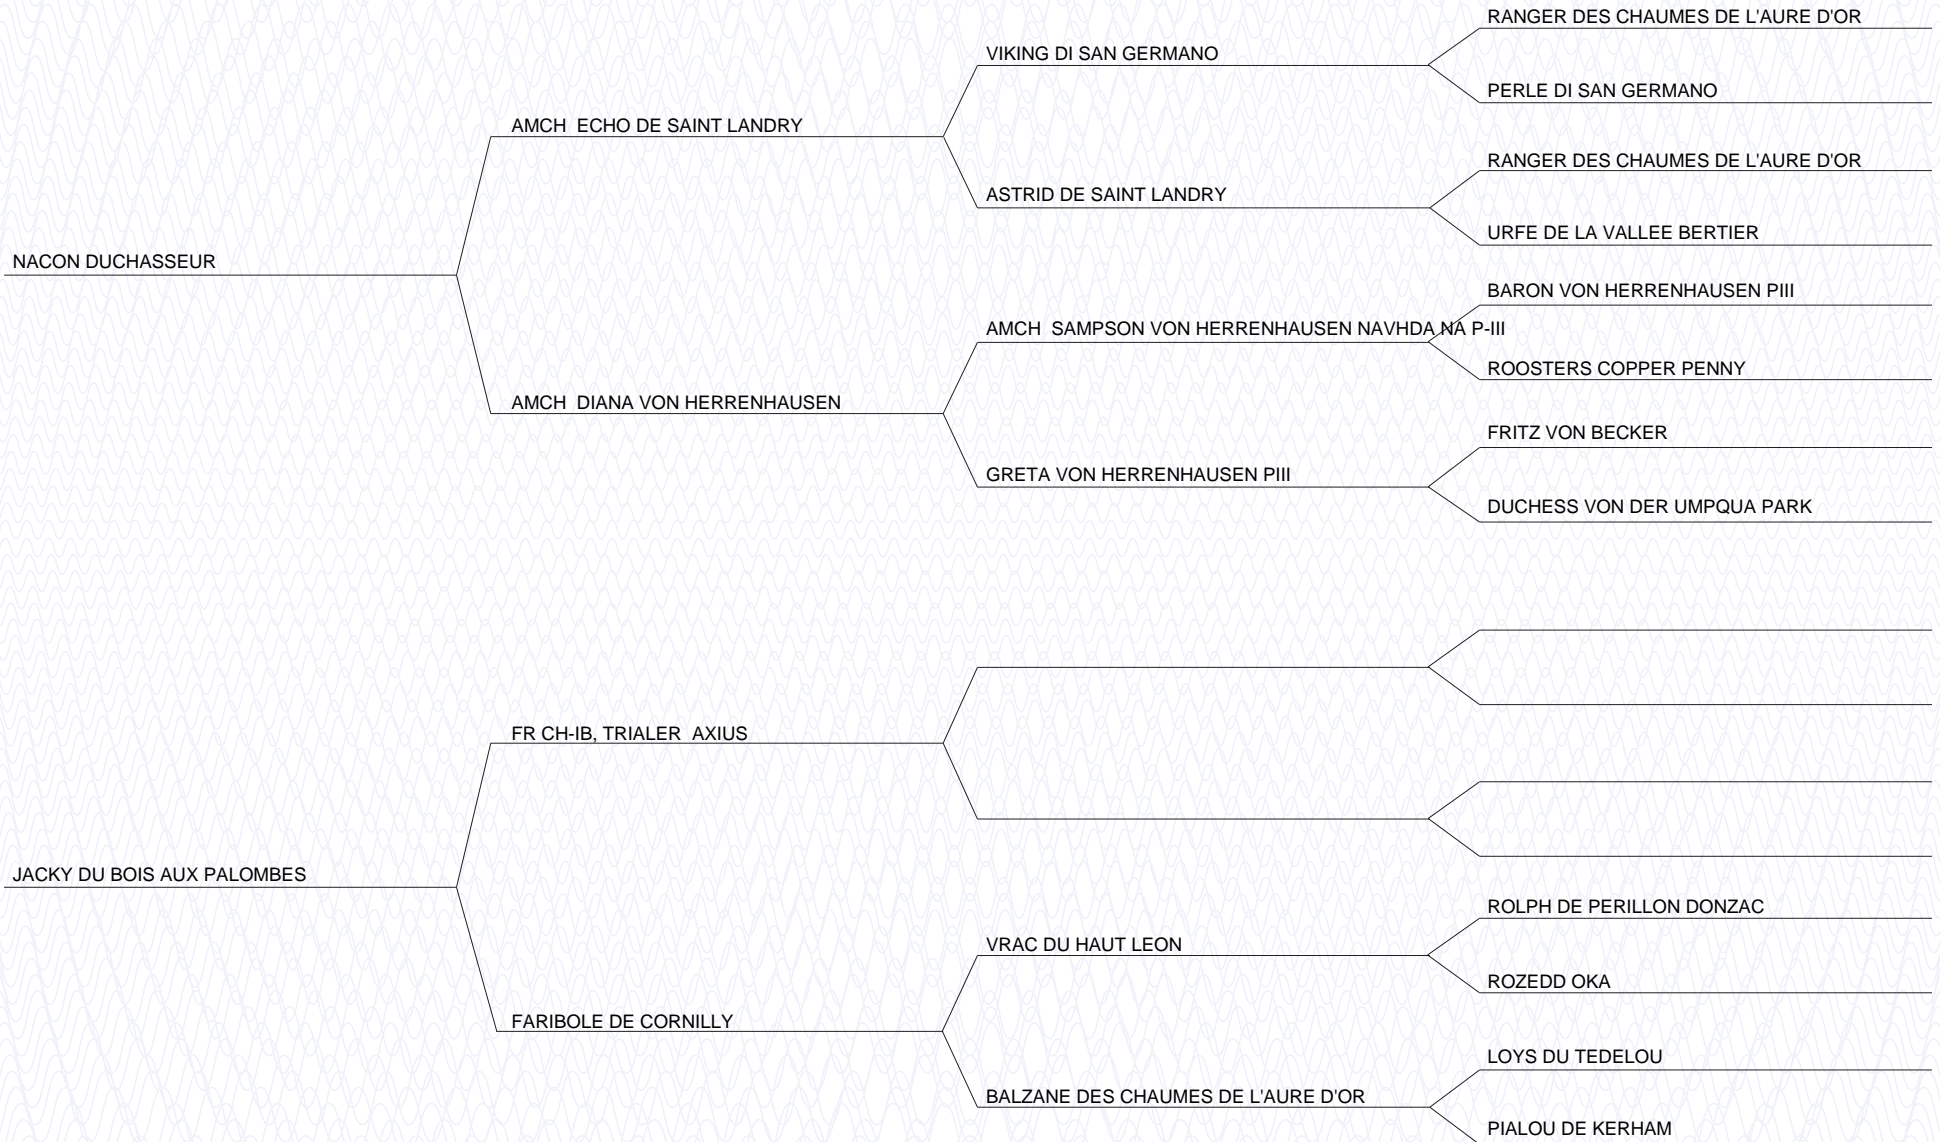 RANGER DES CHAUMES DE L'AURE D'OR
VIKING DI SAN GERMANO
PERLE DI SAN GERMANO
AMCH  ECHO DE SAINT LANDRY
RANGER DES CHAUMES DE L'AURE D'OR
ASTRID DE SAINT LANDRY
URFE DE LA VALLEE BERTIER
NACON DUCHASSEUR
BARON VON HERRENHAUSEN PIII
AMCH  SAMPSON VON HERRENHAUSEN NAVHDA NA P-III
ROOSTERS COPPER PENNY
AMCH  DIANA VON HERRENHAUSEN
FRITZ VON BECKER
GRETA VON HERRENHAUSEN PIII
DUCHESS VON DER UMPQUA PARK
FR CH-IB, TRIALER  AXIUS
JACKY DU BOIS AUX PALOMBES
ROLPH DE PERILLON DONZAC
VRAC DU HAUT LEON
ROZEDD OKA
FARIBOLE DE CORNILLY
LOYS DU TEDELOU
BALZANE DES CHAUMES DE L'AURE D'OR
PIALOU DE KERHAM